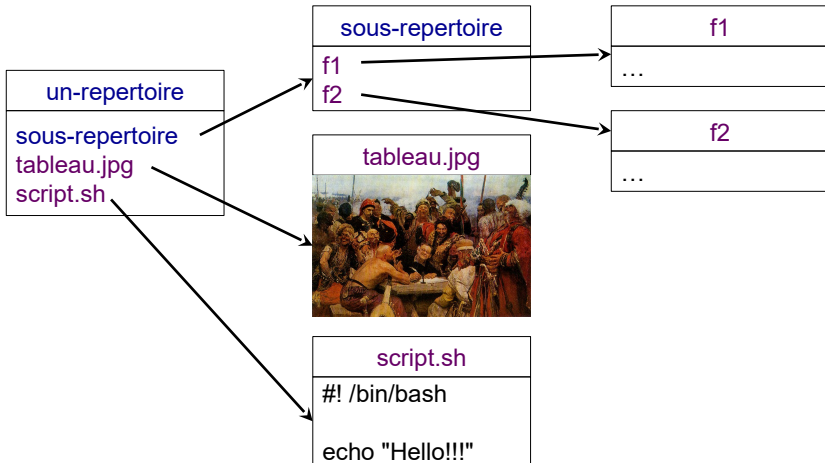 un-repertoire
sous-repertoire
tableau.jpg
script.sh
sous-repertoire
f1
f2
f1
…
f2
…
tableau.jpg
script.sh
#! /bin/bash
echo "Hello!!!"